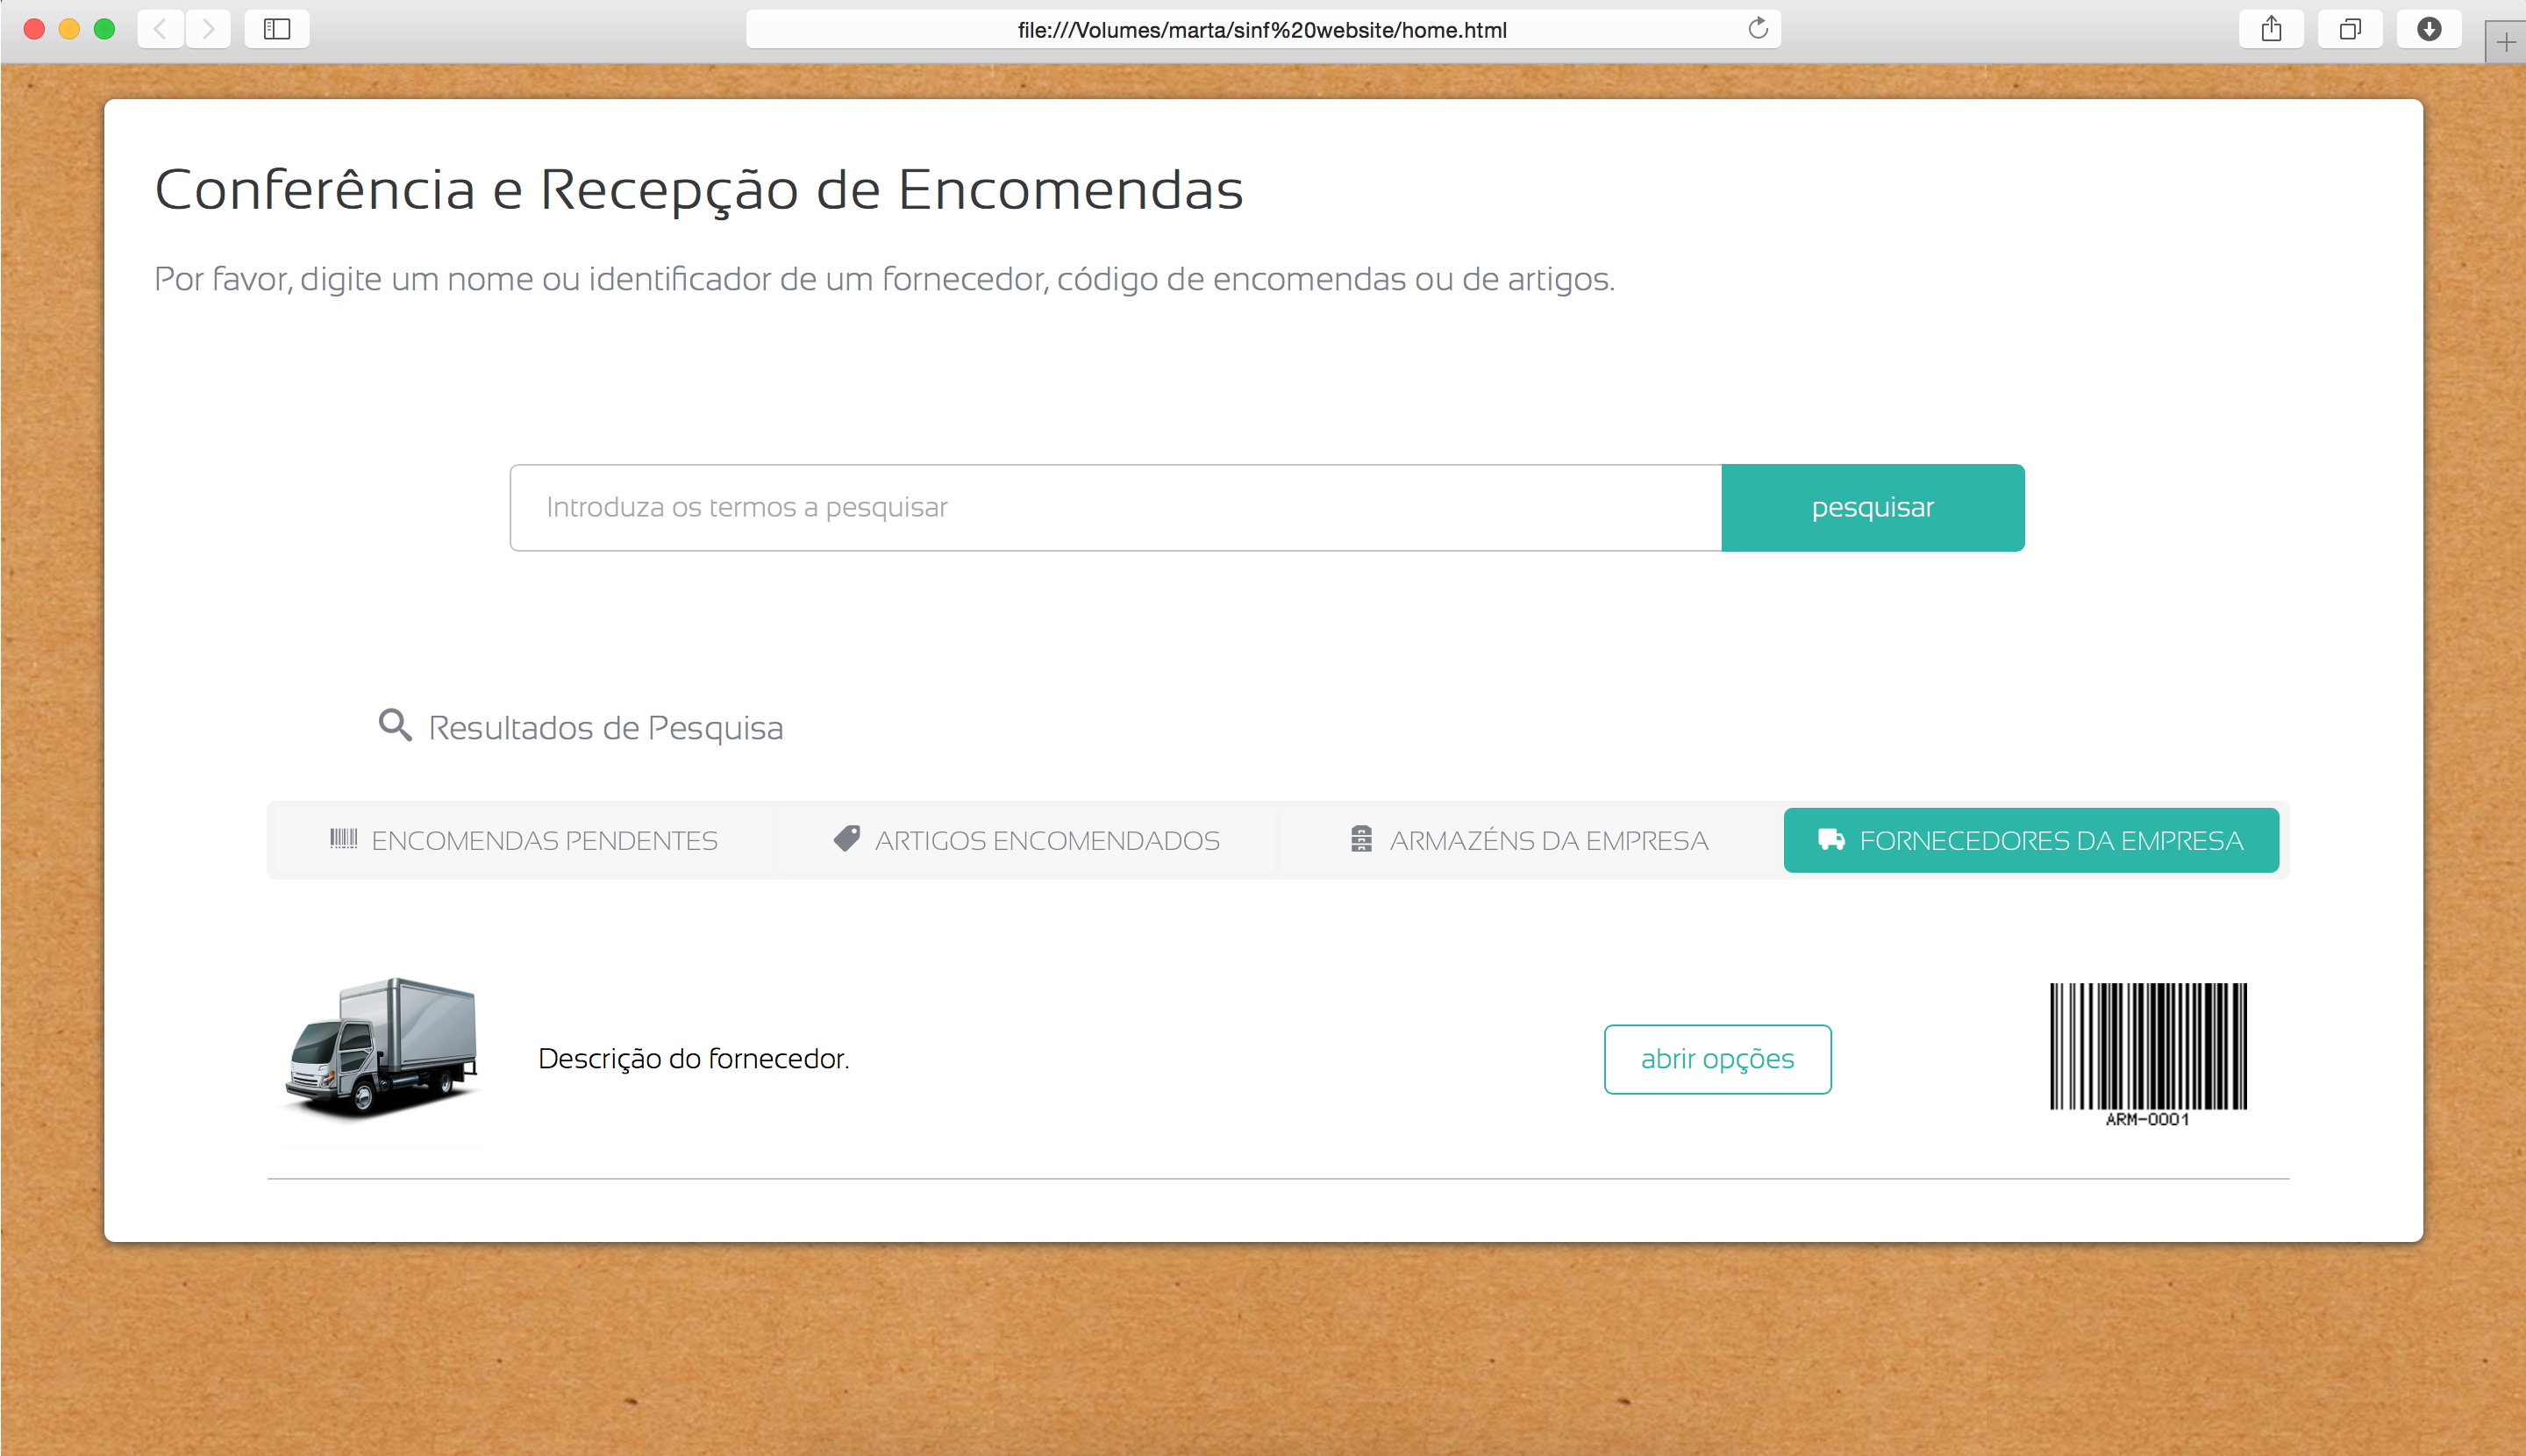 file:///Volumes/marta/sinf%20website/home.html
Conferência e Recepção de Encomendas
Por favor, digite um nome ou identificador de um fornecedor, código de encomendas ou de artigos.
Introduza os termos a pesquisar
pesquisar
Resultados de Pesquisa
ENCOMENDAS PENDENTES
ARTIGOS ENCOMENDADOS
ARMAZÉNS DA EMPRESA
FORNECEDORES DA EMPRESA
Descrição do fornecedor.
abrir opções
ARM-0001